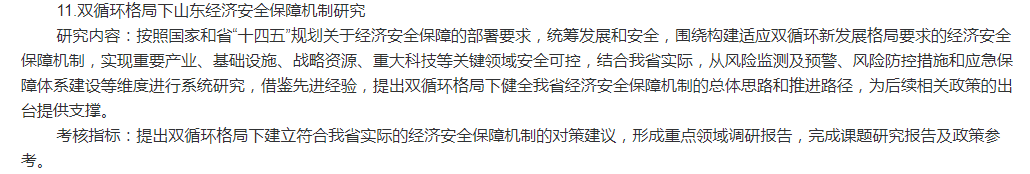 11.双循环格局下山东经济安全保障机制研究
研究内容：按照国家和省“十四五”规划关于经济安全保障的部署要求，统筹发展和安全，围绕构建适应双循环新发展格局要求的经济安全
保障机制，实现重要产业、基础设施、战略资源、重大科技等关键领域安全可控，结合我省实际，从风险监测及预警、风险防控措施和应急保
障体系建设等维度进行系统研究，借鉴先进经验，提出双循环格局下健全我省经济安全保障机制的总体思路和推进路径，为后续相关政策的出
台提供支撑。
考核指标：提出双循环格局下建立符合我省实际的经济安全保障机制的对策建议，形成重点领域调研报告，完成课题研究报告及政策参
考。